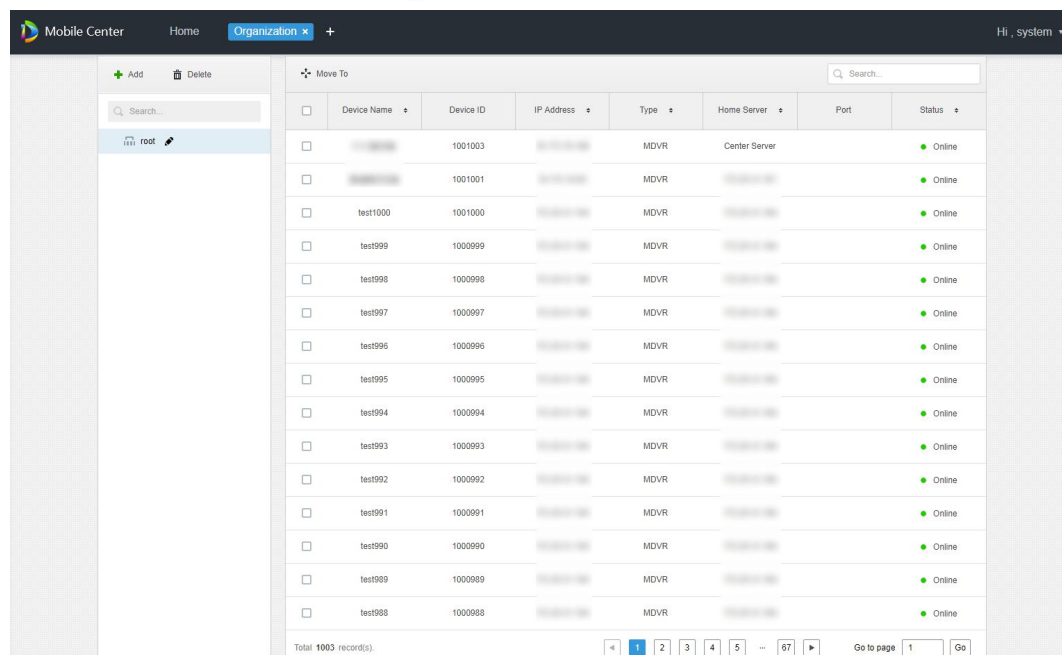 Mobile Center Home Organization × + Hi , system
Add Delete Move To Search...
Search...
root
Device Name Device ID IP Address Type Home Server Port Status
1001003 MDVR Center Server Online
1001001 MDVR Online
test1000 1001000 MDVR Online
test999 1000999 MDVR Online
test998 1000998 MDVR Online
test997 1000997 MDVR Online
test996 1000996 MDVR Online
test995 1000995 MDVR Online
test994 1000994 MDVR Online
test993 1000993 MDVR Online
test992 1000992 MDVR Online
test991 1000991 MDVR Online
test990 1000990 MDVR Online
test989 1000989 MDVR Online
test988 1000988 MDVR Online
Total 1003 record(s). 1 2 3 4 5 ... 67 Go to page 1 Go